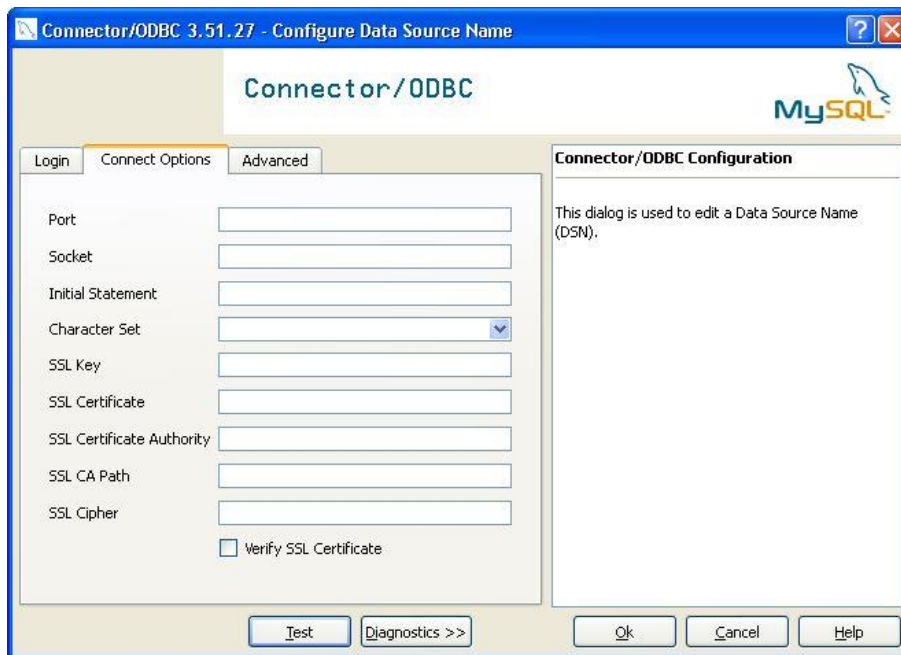 Connector/ODBC 3.51.27 - Configure Data Source Name
Connector/ODBC
MySQL
Login
Connect Options
Advanced
Port
Socket
Initial Statement
Character Set
SSL Key
SSL Certificate
SSL Certificate Authority
SSL CA Path
SSL Cipher
Verify SSL Certificate
Connector/ODBC Configuration
This dialog is used to edit a Data Source Name
(DSN).
Test
Diagnostics >>
Ok
Cancel
Help